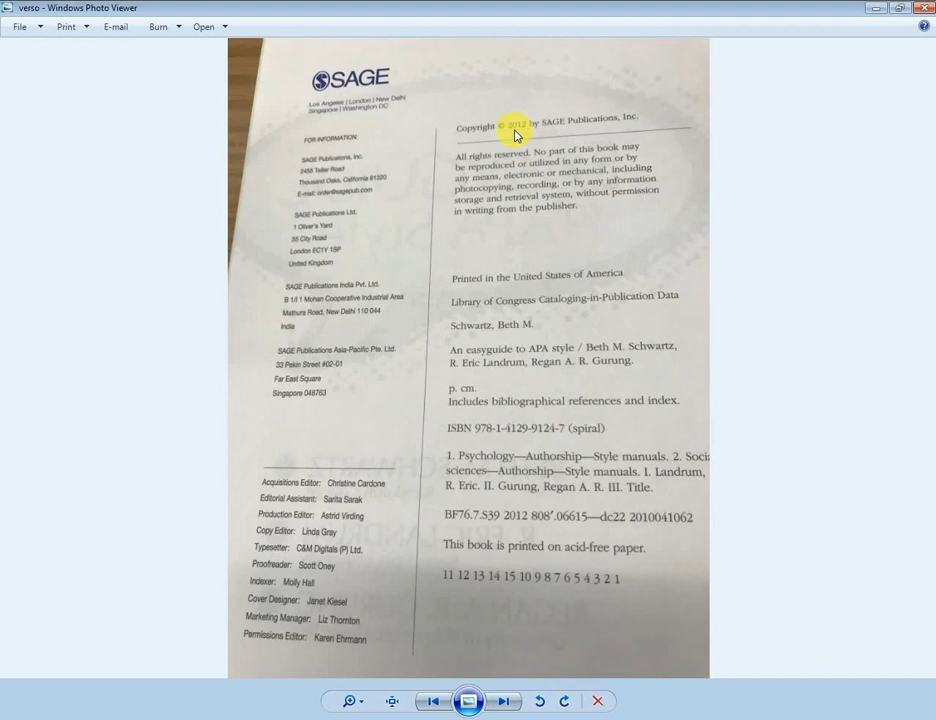 verso - Windows Photo Viewer
File Print E-mail Burn Open
SAGE
Los Angeles | London | New Delhi
Singapore | Washington DC
FOR INFORMATION:
SAGE Publications, Inc.
2455 Teller Road
Thousand Oaks, California 91320
E-mail: order@sagepub.com
SAGE Publications Ltd.
1 Oliver's Yard
55 City Road
London EC1Y 1SP
United Kingdom
SAGE Publications India Pvt. Ltd.
B 1/I 1 Mohan Cooperative Industrial Area
Mathura Road, New Delhi 110 044
India
SAGE Publications Asia-Pacific Pte. Ltd.
33 Pekin Street #02-01
Far East Square
Singapore 048763
Acquisitions Editor: Christine Cardone
Editorial Assistant: Sarita Sarak
Production Editor: Astrid Virding
Copy Editor: Linda Gray
Typesetter: C&M Digitals (P) Ltd.
Proofreader: Scott Oney
Indexer: Molly Hall
Cover Designer: Janet Kiesel
Marketing Manager: Liz Thornton
Permissions Editor: Karen Ehrmann
Copyright © 2012 by SAGE Publications, Inc.
All rights reserved. No part of this book may
be reproduced or utilized in any form or by
any means, electronic or mechanical, including
photocopying, recording, or by any information
storage and retrieval system, without permission
in writing from the publisher.
Printed in the United States of America
Library of Congress Cataloging-in-Publication Data
Schwartz, Beth M.
An easyguide to APA style / Beth M. Schwartz,
R. Eric Landrum, Regan A. R. Gurung.
p. cm.
Includes bibliographical references and index.
ISBN 978-1-4129-9124-7 (spiral)
1. Psychology—Authorship—Style manuals. 2. Soci
sciences—Authorship—Style manuals. I. Landrum,
R. Eric. II. Gurung, Regan A. R. III. Title.
BF76.7.S39 2012 808′.06615—dc22 2010041062
This book is printed on acid-free paper.
11 12 13 14 15 10 9 8 7 6 5 4 3 2 1